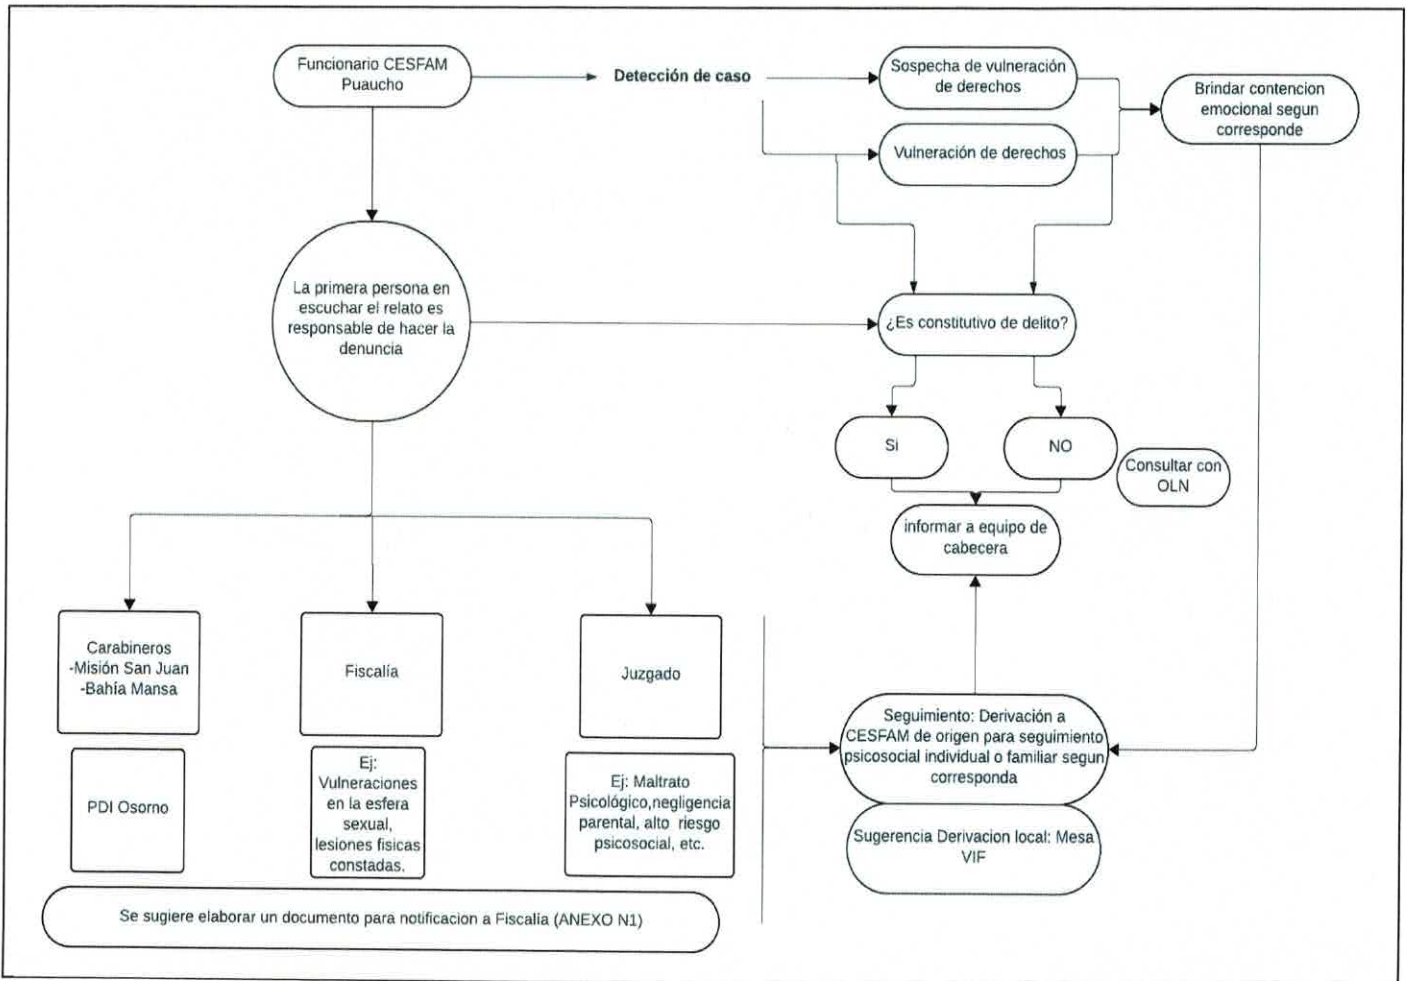 Funcionario CESFAM
Puaucho
Detección de caso
Sospecha de vulneración
de derechos
Vulneración de derechos
Brindar contencion
emocional segun
corresponde
La primera persona en
escuchar el relato es
responsable de hacer la
denuncia
¿Es constitutivo de delito?
Si
NO
Consultar con
OLN
informar a equipo de
cabecera
Carabineros
-Misión San Juan
-Bahía Mansa
Fiscalía
Juzgado
PDI Osorno
Ej:
Vulneraciones
en la esfera
sexual,
lesiones fisicas
constadas.
Ej: Maltrato
Psicológico,negligencia
parental, alto riesgo
psicosocial, etc.
Seguimiento: Derivación a
CESFAM de origen para seguimiento
psicosocial individual o familiar segun
corresponda
Sugerencia Derivacion local: Mesa
VIF
Se sugiere elaborar un documento para notificacion a Fiscalia (ANEXO N1)